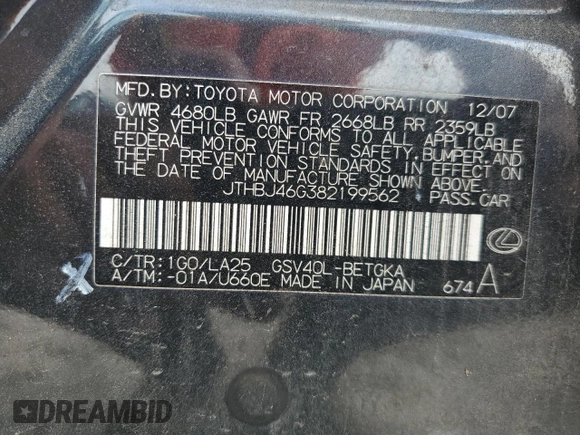 MFD. BY: TOYOTA MOTOR CORPORATION 12/07
GVWR 4680LB GAWR FR 2668LB RR 2359LB
THIS VEHICLE CONFORMS TO ALL APPLICABLE
FEDERAL MOTOR VEHICLE SAFETY, BUMPER, AND
THEFT PREVENTION STANDARDS IN EFFECT ON
THE DATE OF MANUFACTURE SHOWN ABOVE.
JTHBJ46G382199562 PASS. CAR
C/TR: 1G0/LA25 GSV40L-BETGKA
A/TM: -01A/U660E MADE IN JAPAN 674 A
DREAMBID